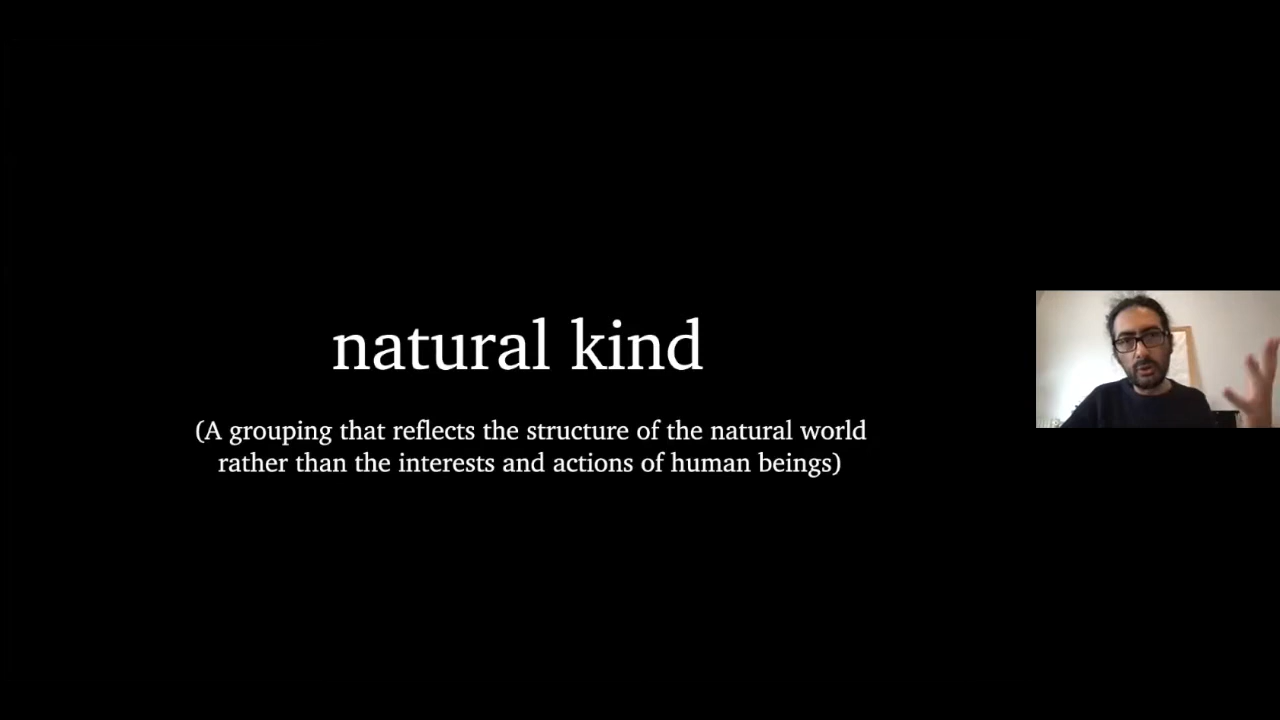 natural kind
(A grouping that reflects the structure of the natural world
rather than the interests and actions of human beings)